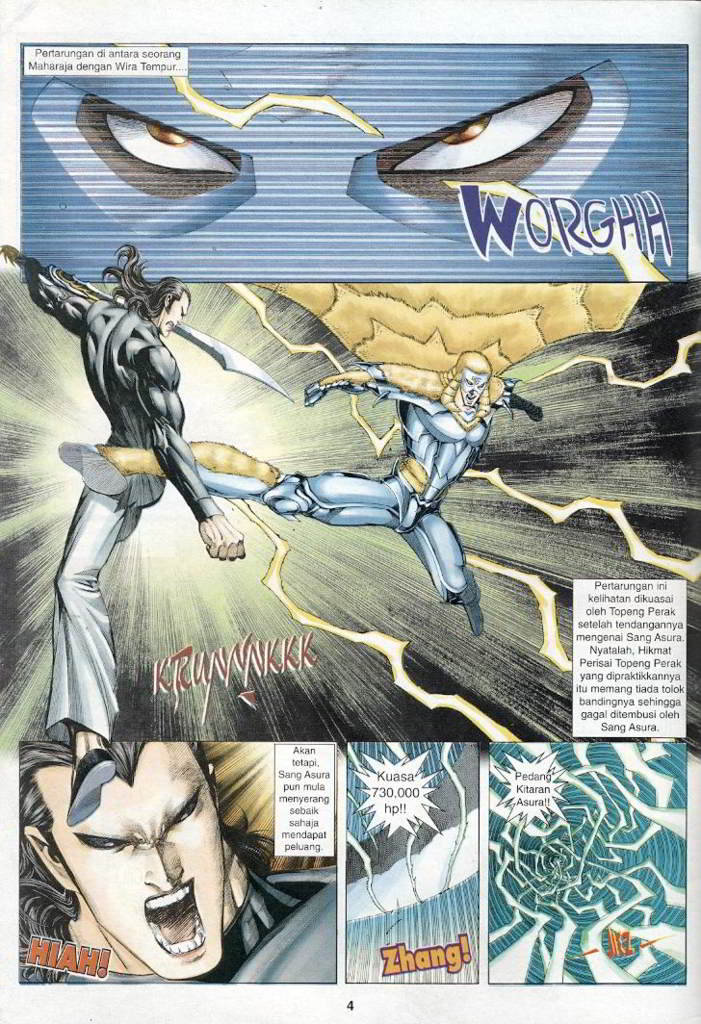 Pertarungan di antara seorang
Maharaja dengan Wira Tempur....
WORGHH
KRUNNNKKK
Pertarungan ini
kelihatan dikuasai
oleh Topeng Perak
setelah tendangannya
mengenai Sang Asura.
Nyatalah, Hikmat
Perisai Topeng Perak
yang dipraktikkannya
itu memang tiada tolok
bandingnya sehingga
gagal ditembusi oleh
Sang Asura.
Akan
tetapi,
Sang Asura
pun mula
menyerang
sebaik
sahaja
mendapat
peluang.
HIAH!
Kuasa
730,000
hp!!
Zhang!
Pedang
Kitaran
Asura!!
4